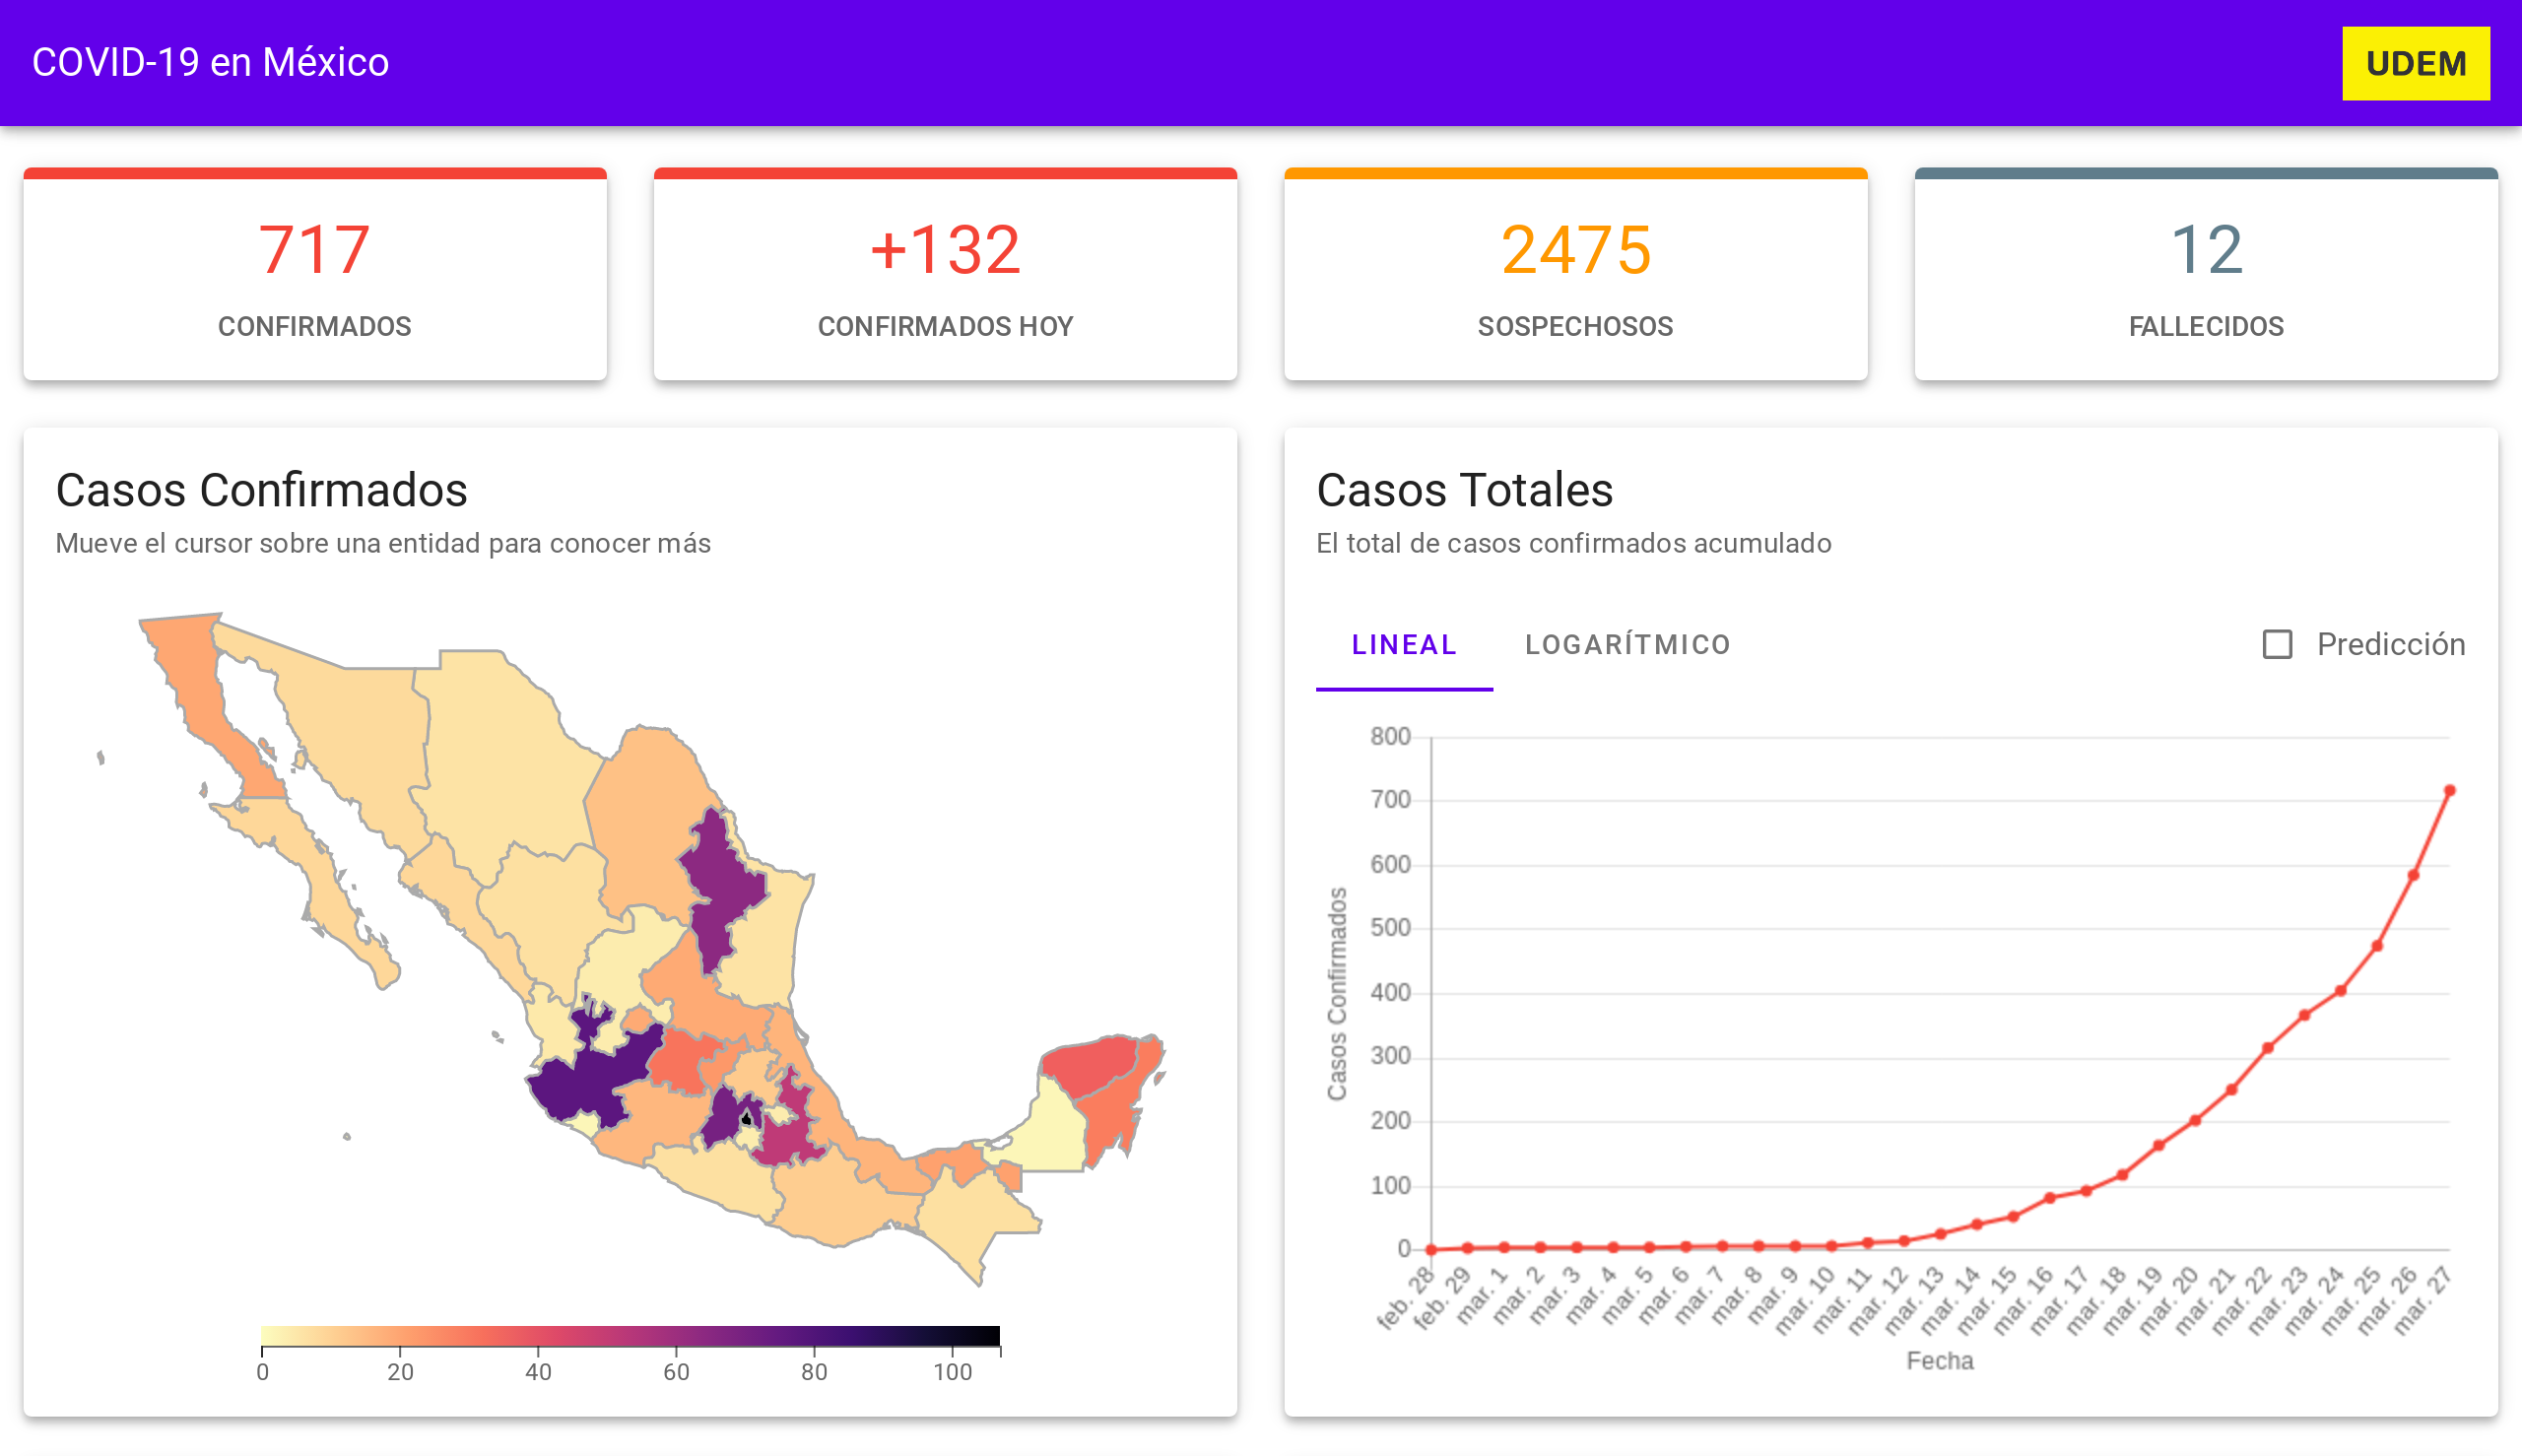 COVID-19 en México
UDEM
717
CONFIRMADOS
+132
CONFIRMADOS HOY
2475
SOSPECHOSOS
12
FALLECIDOS
Casos Confirmados
Mueve el cursor sobre una entidad para conocer más
0 20 40 60 80 100
Casos Totales
El total de casos confirmados acumulado
LINEAL LOGARÍTMICO Predicción
800
700
600
500
400
300
200
100
0
Casos Confirmados
feb. 28
feb. 29
mar. 1
mar. 2
mar. 3
mar. 4
mar. 5
mar. 6
mar. 7
mar. 8
mar. 9
mar. 10
mar. 11
mar. 12
mar. 13
mar. 14
mar. 15
mar. 16
mar. 17
mar. 18
mar. 19
mar. 20
mar. 21
mar. 22
mar. 23
mar. 24
mar. 25
mar. 26
mar. 27
Fecha